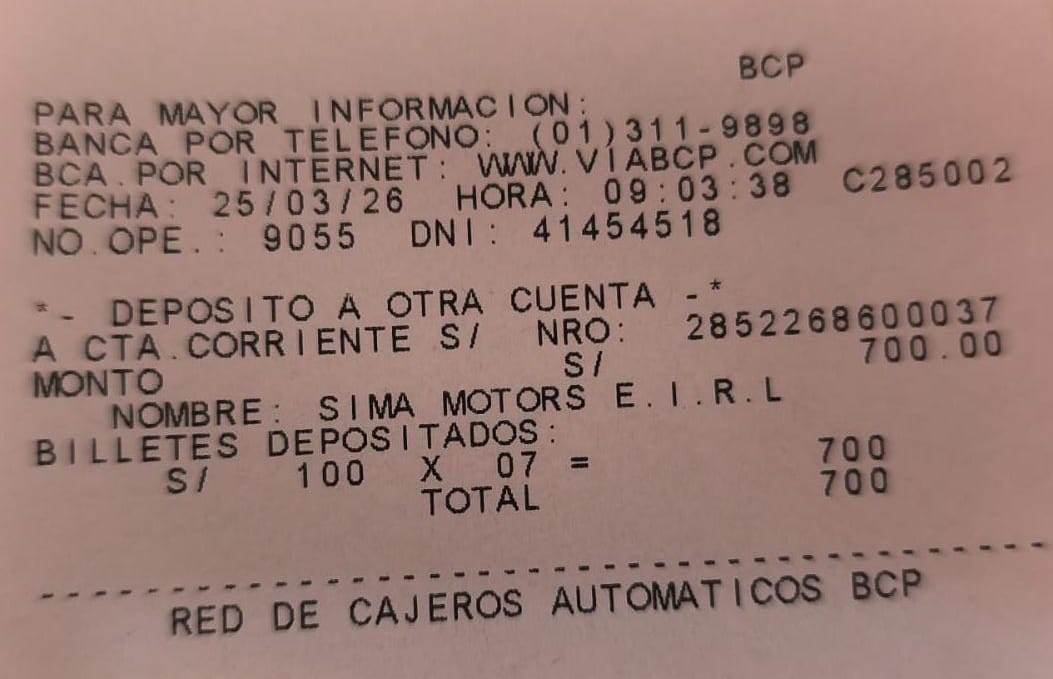 BCP
PARA MAYOR INFORMACION:
BANCA POR TELEFONO: (01)311-9898
BCA.POR INTERNET: WWW.VIABCP.COM
FECHA: 25/03/26 HORA: 09:03:38 C285002
NO.OPE.: 9055 DNI: 41454518
*- DEPOSITO A OTRA CUENTA -*
A CTA.CORRIENTE S/ NRO: 2852268600037
MONTO S/ 700.00
NOMBRE: SIMA MOTORS E.I.R.L
BILLETES DEPOSITADOS:
S/ 100 X 07 = 700
TOTAL 700
------------------------------------------
RED DE CAJEROS AUTOMATICOS BCP